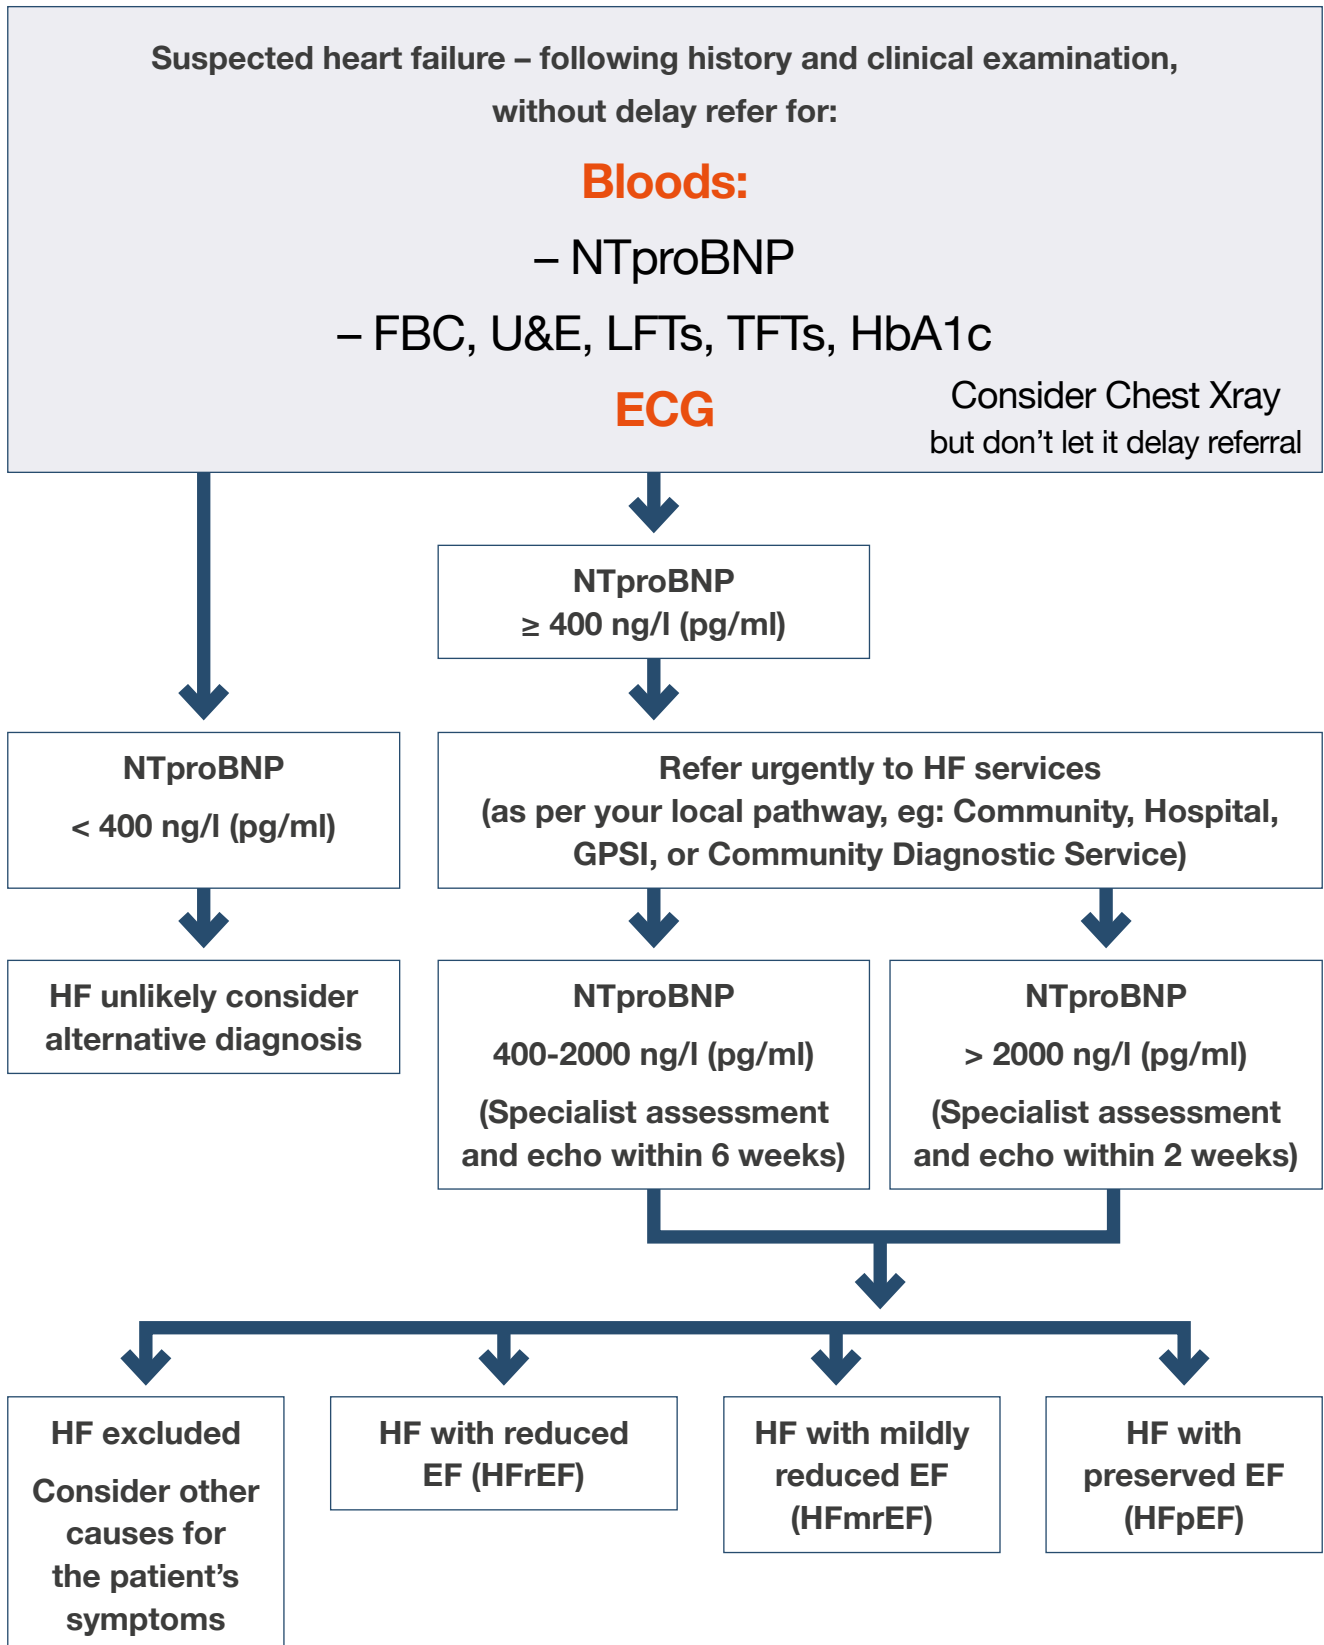 Suspected heart failure – following history and clinical examination,
without delay refer for:
Bloods:
– NTproBNP
– FBC, U&E, LFTs, TFTs, HbA1c
ECG
Consider Chest Xray
but don’t let it delay referral
NTproBNP
≥ 400 ng/l (pg/ml)
NTproBNP
< 400 ng/l (pg/ml)
Refer urgently to HF services
(as per your local pathway, eg: Community, Hospital,
GPSI, or Community Diagnostic Service)
HF unlikely consider
alternative diagnosis
NTproBNP
400-2000 ng/l (pg/ml)
(Specialist assessment
and echo within 6 weeks)
NTproBNP
> 2000 ng/l (pg/ml)
(Specialist assessment
and echo within 2 weeks)
HF excluded
Consider other
causes for
the patient’s
symptoms
HF with reduced
EF (HFrEF)
HF with mildly
reduced EF
(HFmrEF)
HF with
preserved EF
(HFpEF)